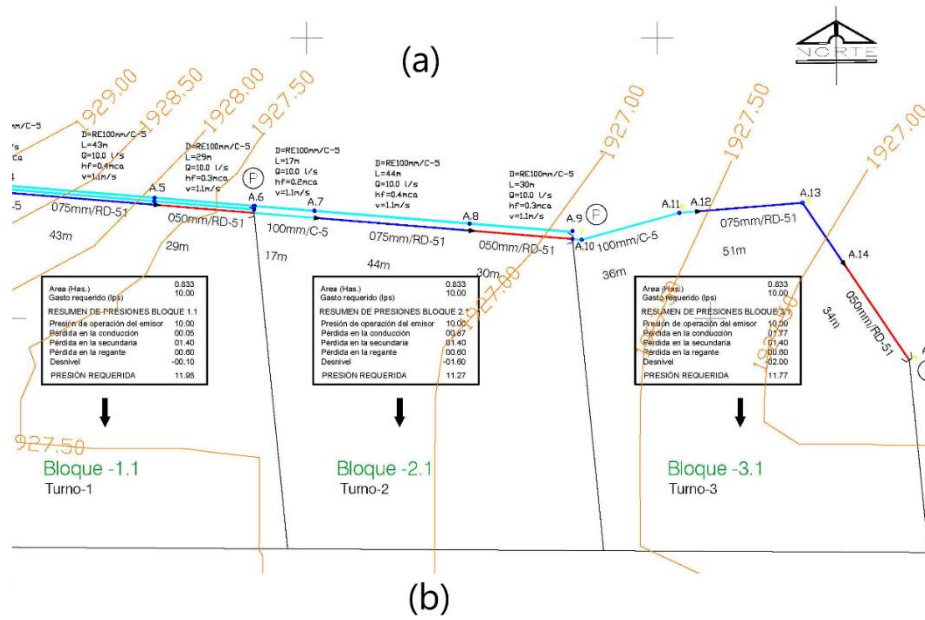 (a)
NORTE
1929.00
1928.50
1928.00
1927.50
1927.00
1927.50
1927.00
D=RE100mm/C-5
L=43m
Q=10.0 l/s
hf=0.4mca
v=1.1m/s
D=RE100mm/C-5
L=29m
Q=10.0 l/s
hf=0.3mca
v=1.1m/s
D=RE100mm/C-5
L=17m
Q=10.0 l/s
hf=0.2mca
v=1.1m/s
D=RE100mm/C-5
L=44m
Q=10.0 l/s
hf=0.4mca
v=1.1m/s
D=RE100mm/C-5
L=30m
Q=10.0 l/s
hf=0.3mca
v=1.1m/s
A.5
A.6
A.7
A.8
A.9
A.10
A.11
A.12
A.13
A.14
P
P
075mm/RD-51
43m
050mm/RD-51
29m
100mm/C-5
17m
075mm/RD-51
44m
050mm/RD-51
30m
100mm/C-5
36m
075mm/RD-51
51m
050mm/RD-51
34m
1927.00
Area (Has.) 0.833
Gasto requerido (lps) 10.00
RESUMEN DE PRESIONES BLOQUE 1.1
Presión de operación del emisor 10.00
Pérdida en la conducción 00.05
Pérdida en la secundaria 01.40
Pérdida en la regante 00.60
Desnivel -00.10
PRESIÓN REQUERIDA 11.95
Area (Has.) 0.833
Gasto requerido (lps) 10.00
RESUMEN DE PRESIONES BLOQUE 2.1
Presión de operación del emisor 10.00
Pérdida en la conducción 00.87
Pérdida en la secundaria 01.40
Pérdida en la regante 00.60
Desnivel -01.60
PRESIÓN REQUERIDA 11.27
Area (Has.) 0.833
Gasto requerido (lps) 10.00
RESUMEN DE PRESIONES BLOQUE 3.1
Presión de operación del emisor 10.00
Pérdida en la conducción 01.77
Pérdida en la secundaria 01.40
Pérdida en la regante 00.60
Desnivel -02.00
PRESIÓN REQUERIDA 11.77
927.50
Bloque -1.1
Turno-1
Bloque -2.1
Turno-2
Bloque -3.1
Turno-3
(b)